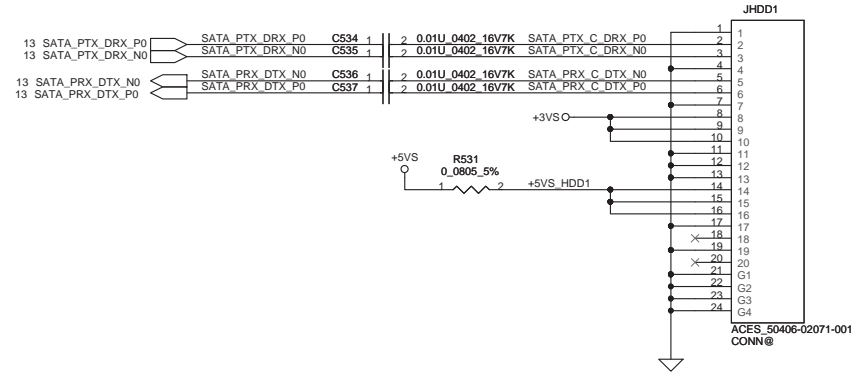 JHDD1
13 SATA_PTX_DRX_P0 SATA_PTX_DRX_P0 C534 1 2 0.01U_0402_16V7K SATA_PTX_C_DRX_P0
13 SATA_PTX_DRX_N0 SATA_PTX_DRX_N0 C535 1 2 0.01U_0402_16V7K SATA_PTX_C_DRX_N0
13 SATA_PRX_DTX_N0 SATA_PRX_DTX_N0 C536 1 2 0.01U_0402_16V7K SATA_PRX_C_DTX_N0
13 SATA_PRX_DTX_P0 SATA_PRX_DTX_P0 C537 1 2 0.01U_0402_16V7K SATA_PRX_C_DTX_P0
+3VS
+5VS R531
0_0805_5%
1 2 +5VS_HDD1
1 1
2 2
3 3
4 4
5 5
6 6
7 7
8 8
9 9
10 10
11 11
12 12
13 13
14 14
15 15
16 16
17 17
18 18
19 19
20 20
21 G1
22 G2
23 G3
24 G4
ACES_50406-02071-001
CONN@